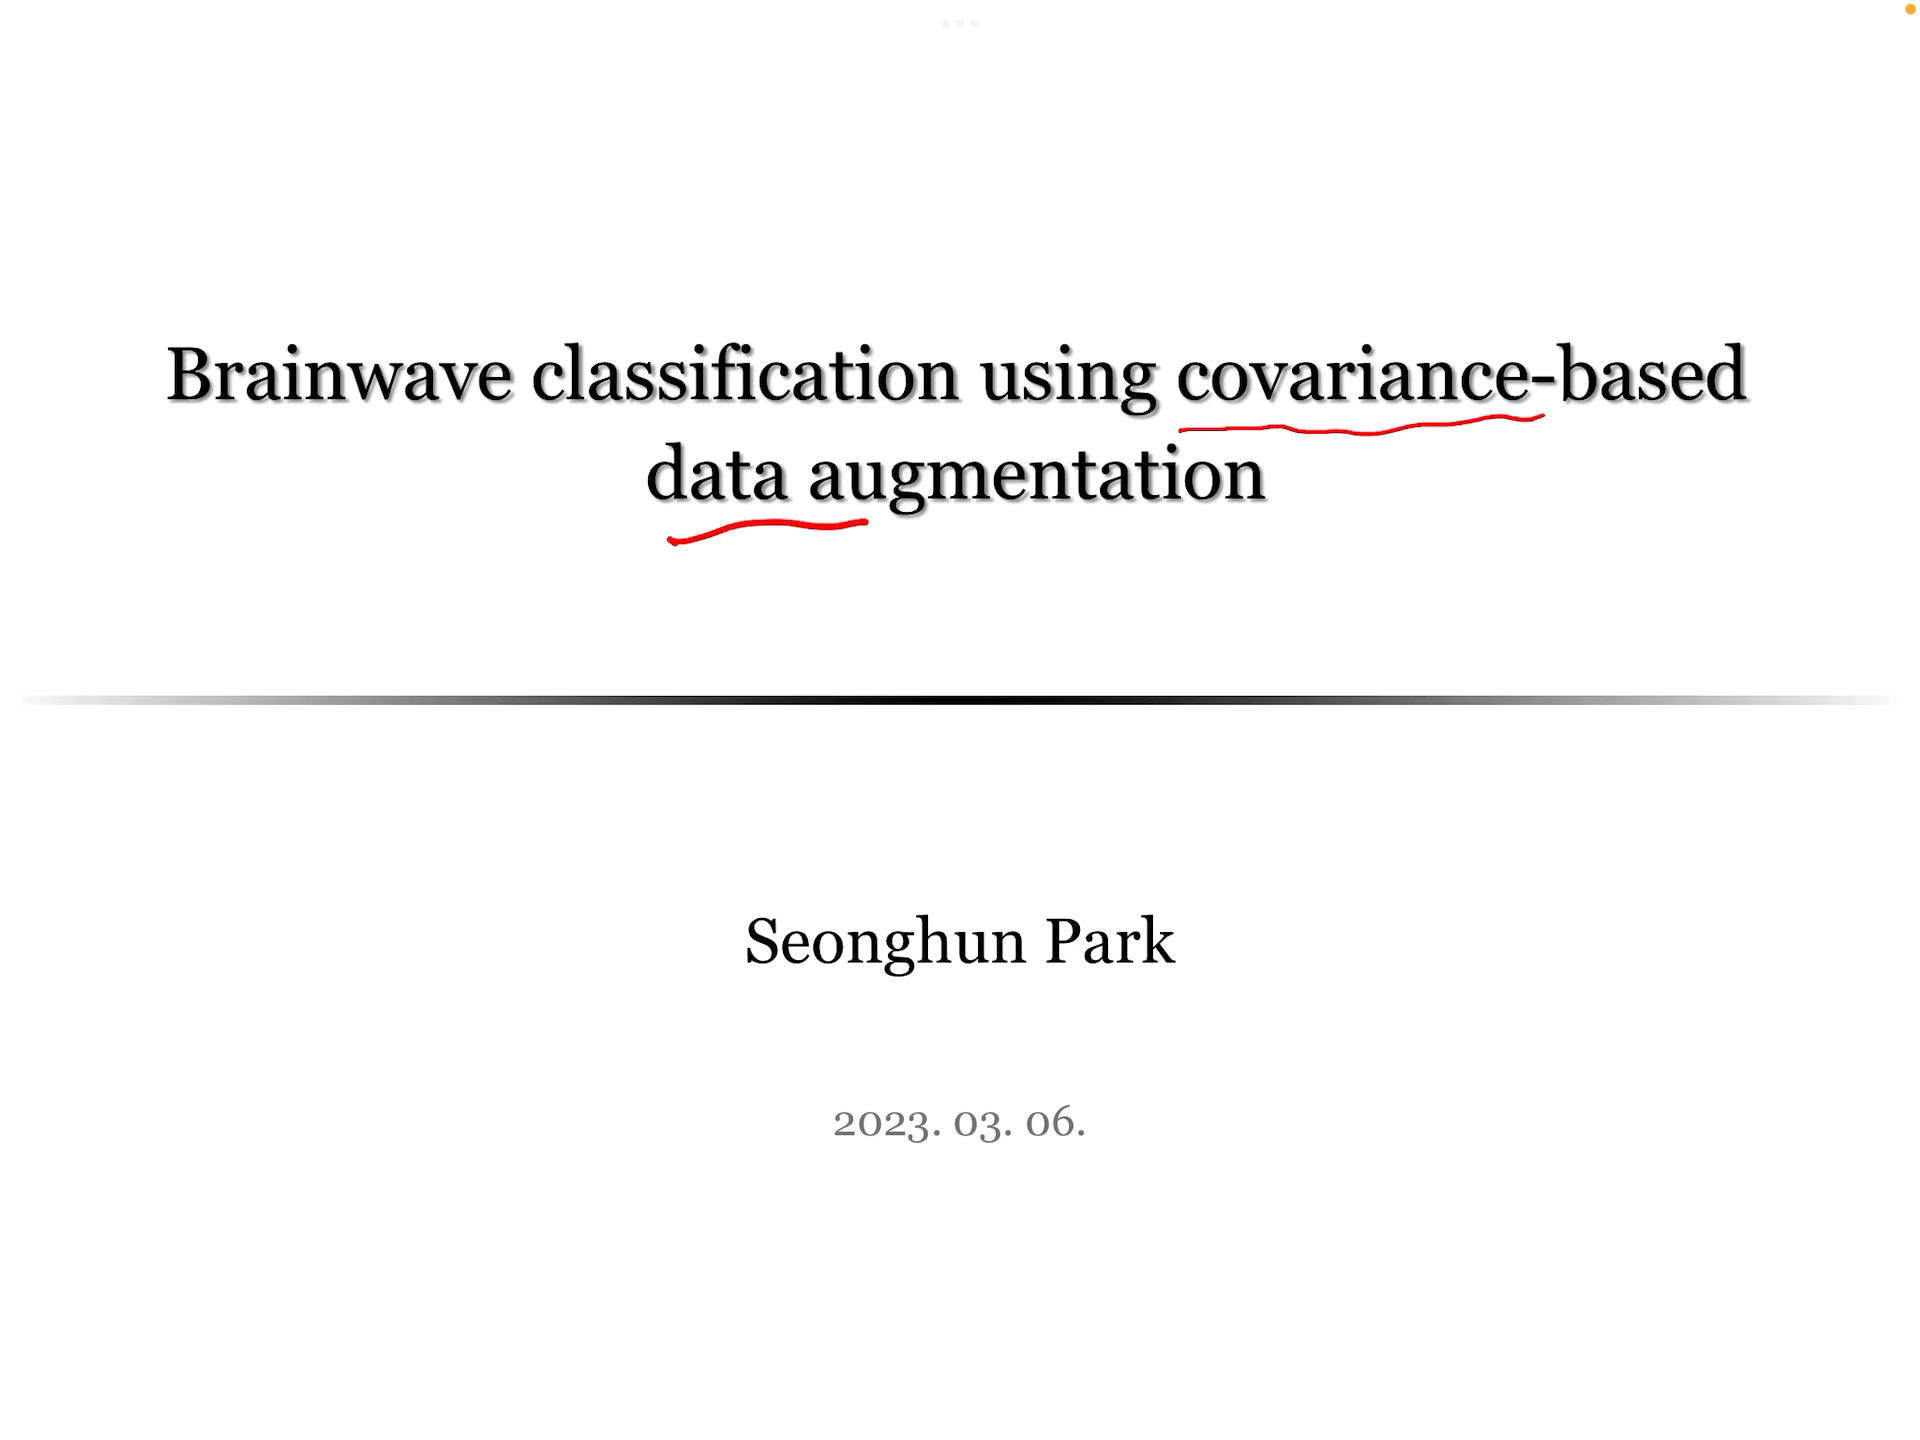 Brainwave classification using covariance-based
data augmentation
Seonghun Park
2023. 03. 06.